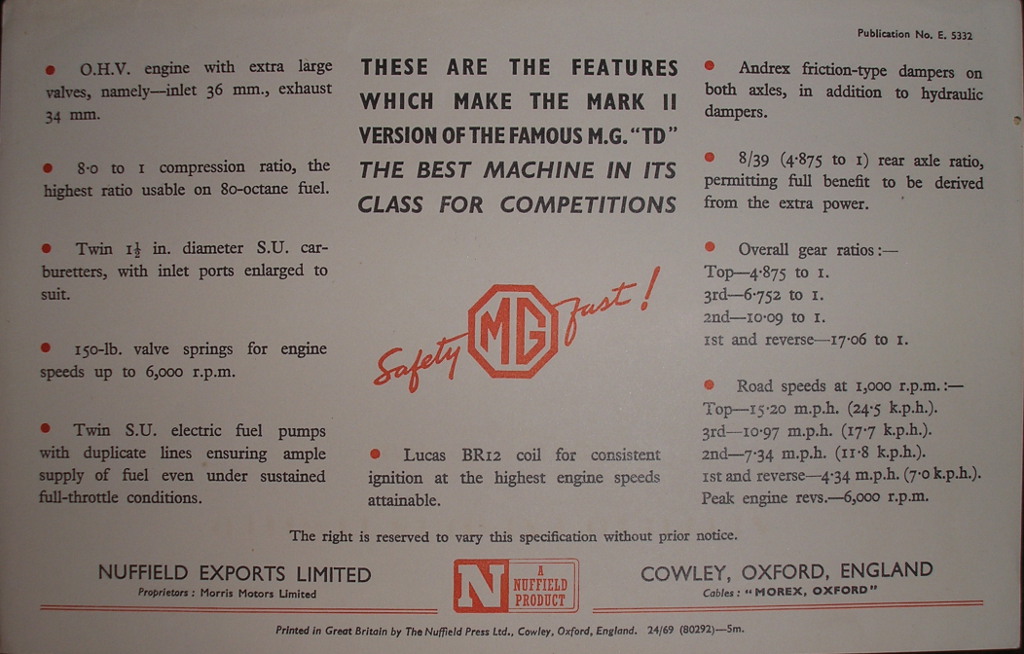 Publication No. E. 5332
• O.H.V. engine with extra large
valves, namely—inlet 36 mm., exhaust
34 mm.
• 8·0 to 1 compression ratio, the
highest ratio usable on 80-octane fuel.
• Twin 1½ in. diameter S.U. car-
buretters, with inlet ports enlarged to
suit.
• 150-lb. valve springs for engine
speeds up to 6,000 r.p.m.
• Twin S.U. electric fuel pumps
with duplicate lines ensuring ample
supply of fuel even under sustained
full-throttle conditions.
THESE ARE THE FEATURES
WHICH MAKE THE MARK II
VERSION OF THE FAMOUS M.G. "TD"
THE BEST MACHINE IN ITS
CLASS FOR COMPETITIONS
Safety MG fast!
• Lucas BR12 coil for consistent
ignition at the highest engine speeds
attainable.
• Andrex friction-type dampers on
both axles, in addition to hydraulic
dampers.
• 8/39 (4·875 to 1) rear axle ratio,
permitting full benefit to be derived
from the extra power.
• Overall gear ratios:—
Top—4·875 to 1.
3rd—6·752 to 1.
2nd—10·09 to 1.
1st and reverse—17·06 to 1.
• Road speeds at 1,000 r.p.m.:—
Top—15·20 m.p.h. (24·5 k.p.h.).
3rd—10·97 m.p.h. (17·7 k.p.h.).
2nd—7·34 m.p.h. (11·8 k.p.h.).
1st and reverse—4·34 m.p.h. (7·0 k.p.h.).
Peak engine revs.—6,000 r.p.m.
The right is reserved to vary this specification without prior notice.
NUFFIELD EXPORTS LIMITED
Proprietors: Morris Motors Limited
N
A
NUFFIELD
PRODUCT
COWLEY, OXFORD, ENGLAND
Cables: "MOREX, OXFORD"
Printed in Great Britain by The Nuffield Press Ltd., Cowley, Oxford, England. 24/69 (80292)—5m.